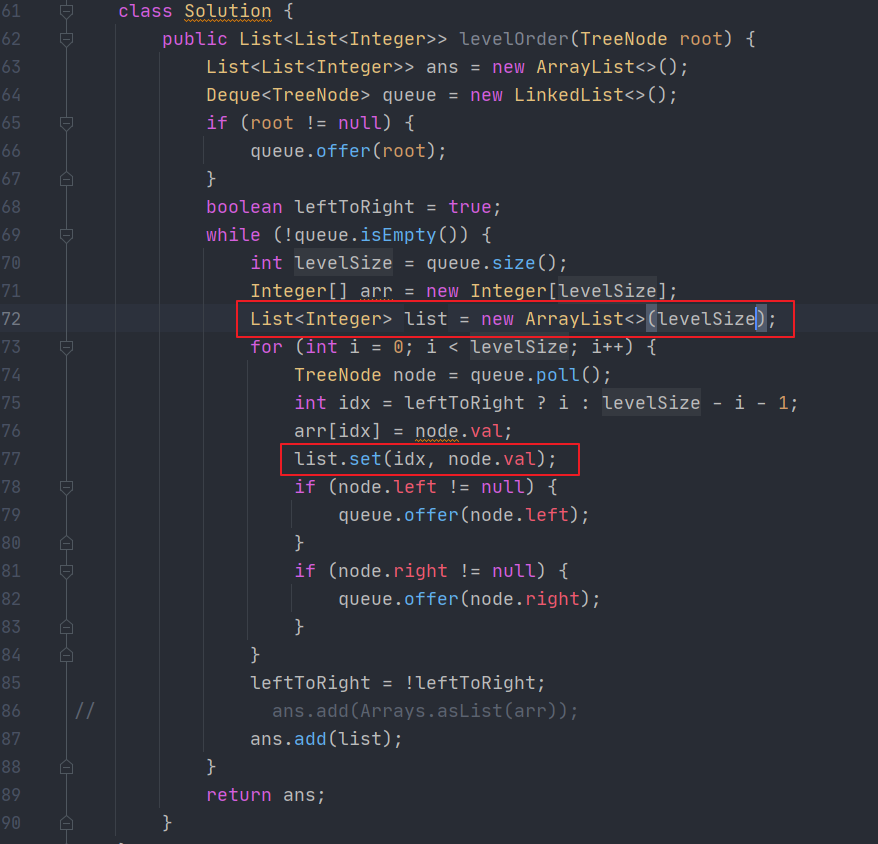 61 class Solution {
62 public List<List<Integer>> levelOrder(TreeNode root) {
63 List<List<Integer>> ans = new ArrayList<>();
64 Deque<TreeNode> queue = new LinkedList<>();
65 if (root != null) {
66 queue.offer(root);
67 }
68 boolean leftToRight = true;
69 while (!queue.isEmpty()) {
70 int levelSize = queue.size();
71 Integer[] arr = new Integer[levelSize];
72 List<Integer> list = new ArrayList<>(levelSize);
73 for (int i = 0; i < levelSize; i++) {
74 TreeNode node = queue.poll();
75 int idx = leftToRight ? i : levelSize - i - 1;
76 arr[idx] = node.val;
77 list.set(idx, node.val);
78 if (node.left != null) {
79 queue.offer(node.left);
80 }
81 if (node.right != null) {
82 queue.offer(node.right);
83 }
84 }
85 leftToRight = !leftToRight;
86 // ans.add(Arrays.asList(arr));
87 ans.add(list);
88 }
89 return ans;
90 }